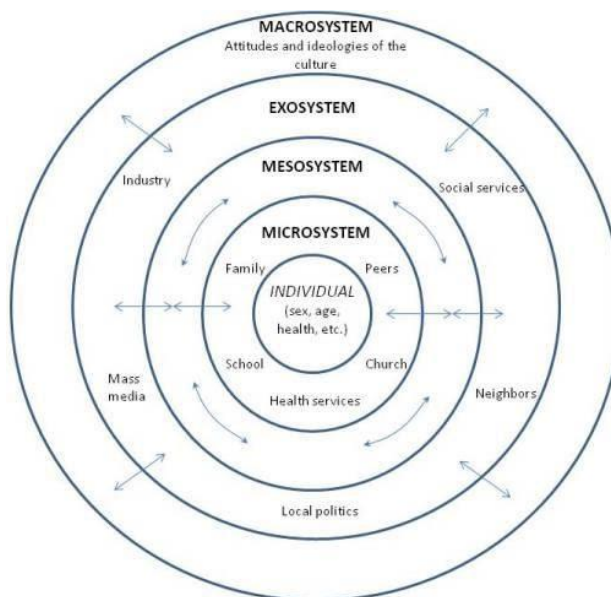 MACROSYSTEM
Attitudes and ideologies of the
culture
EXOSYSTEM
MESOSYSTEM
Industry
Social services
MICROSYSTEM
Family
Peers
INDIVIDUAL
(sex, age,
health, etc.)
School
Church
Mass
media
Health services
Neighbors
Local politics